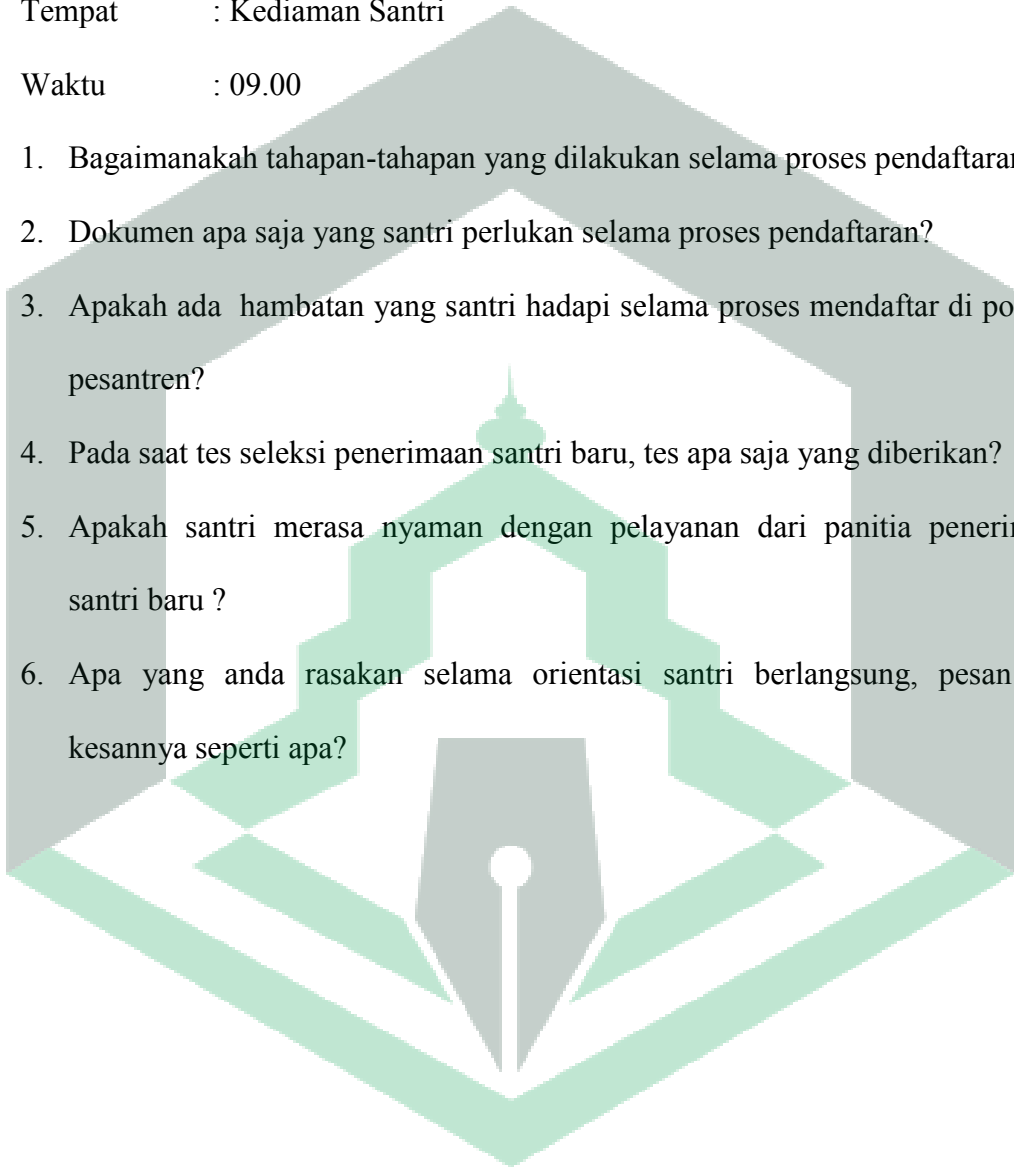 Tempat : Kediaman Santri
Waktu : 09.00
1. Bagaimanakah tahapan-tahapan yang dilakukan selama proses pendaftaran
2. Dokumen apa saja yang santri perlukan selama proses pendaftaran?
3. Apakah ada hambatan yang santri hadapi selama proses mendaftar di
pesantren?
4. Pada saat tes seleksi penerimaan santri baru, tes apa saja yang diberikan?
5. Apakah santri merasa nyaman dengan pelayanan dari panitia
santri baru ?
6. Apa yang anda rasakan selama orientasi santri berlangsung, pesan
kesannya seperti apa?